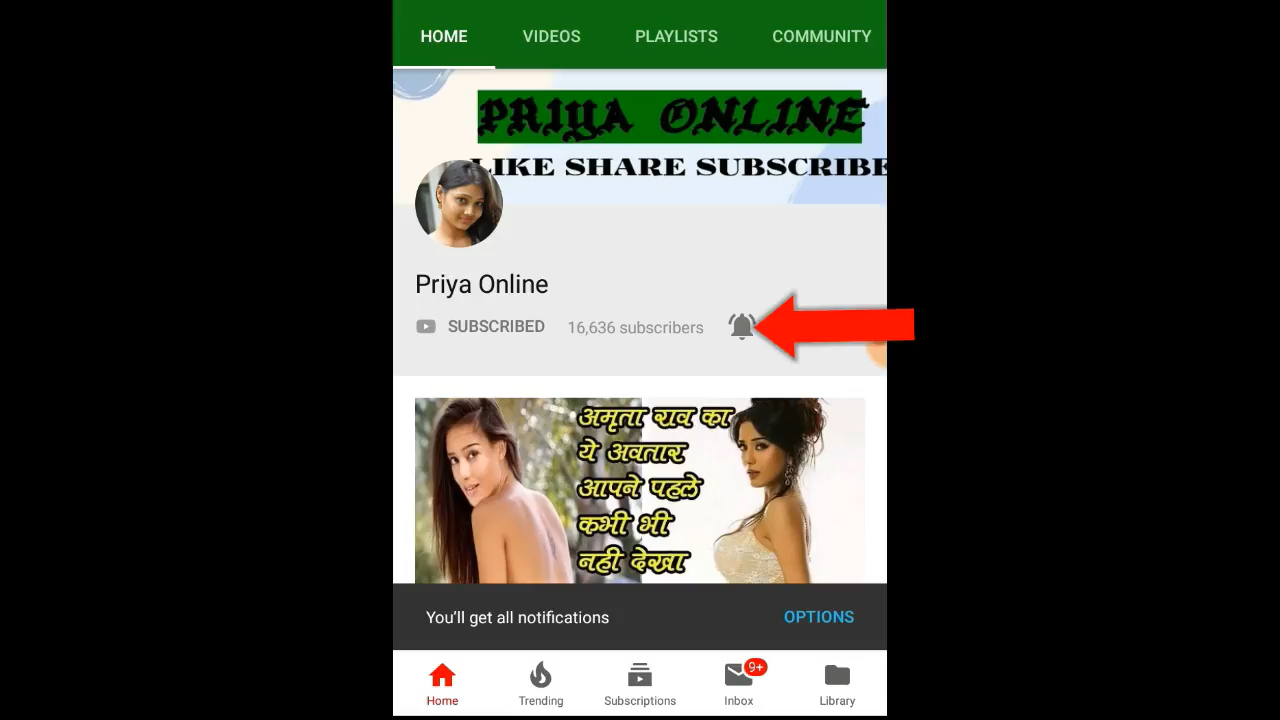 HOME VIDEOS PLAYLISTS COMMUNITY
PRIYA ONLINE
LIKE SHARE SUBSCRIBE
Priya Online
SUBSCRIBED 16,636 subscribers
अमृता राव का
ये अवतार
आपने पहले
कभी भी
नही देखा
You'll get all notifications OPTIONS
9+
Home Trending Subscriptions Inbox Library